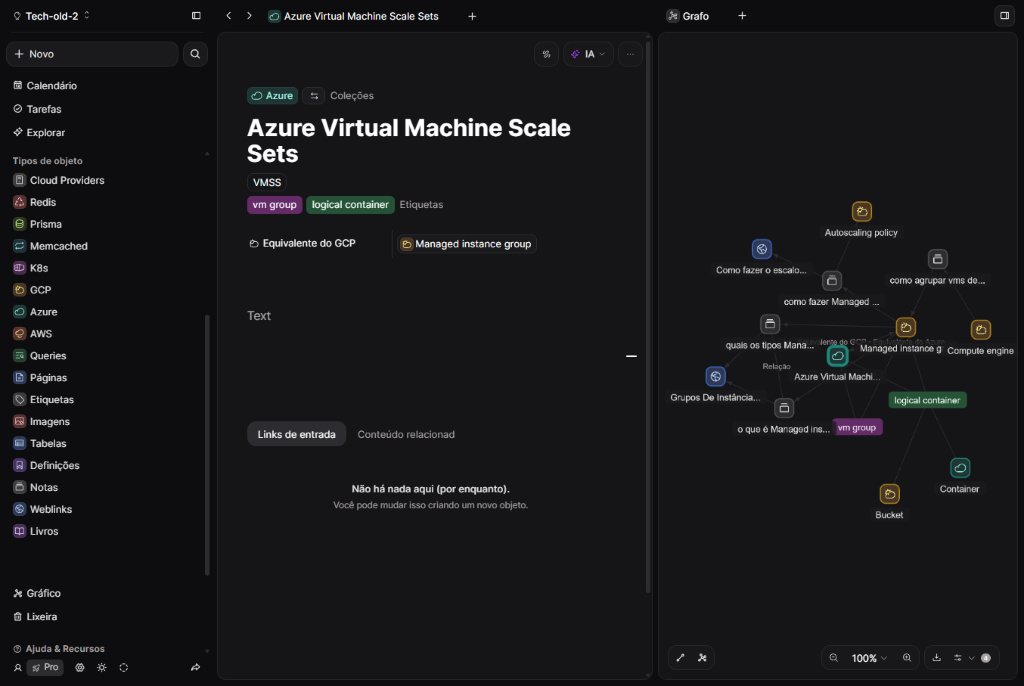 Tech-old-2
Azure Virtual Machine Scale Sets
Grafo
Novo
Calendário
Tarefas
Explorar
Tipos de objeto
Cloud Providers
Redis
Prisma
Memcached
K8s
GCP
Azure
AWS
Queries
Páginas
Etiquetas
Imagens
Tabelas
Definições
Notas
Weblinks
Livros
Gráfico
Lixeira
Ajuda & Recursos
Pro
IA
Azure Coleções
Azure Virtual Machine Scale
Sets
VMSS
vm group logical container Etiquetas
Equivalente do GCP Managed instance group
Text
Links de entrada Conteúdo relacionad
Não há nada aqui (por enquanto).
Você pode mudar isso criando um novo objeto.
Autoscaling policy
Como fazer o escalo...
como agrupar vms de...
como fazer Managed ...
quais os tipos Mana...
Managed instance g
Compute engine
Relação
Azure Virtual Machi...
Grupos De Instância...
logical container
o que é Managed ins...
vm group
Container
Bucket
100%